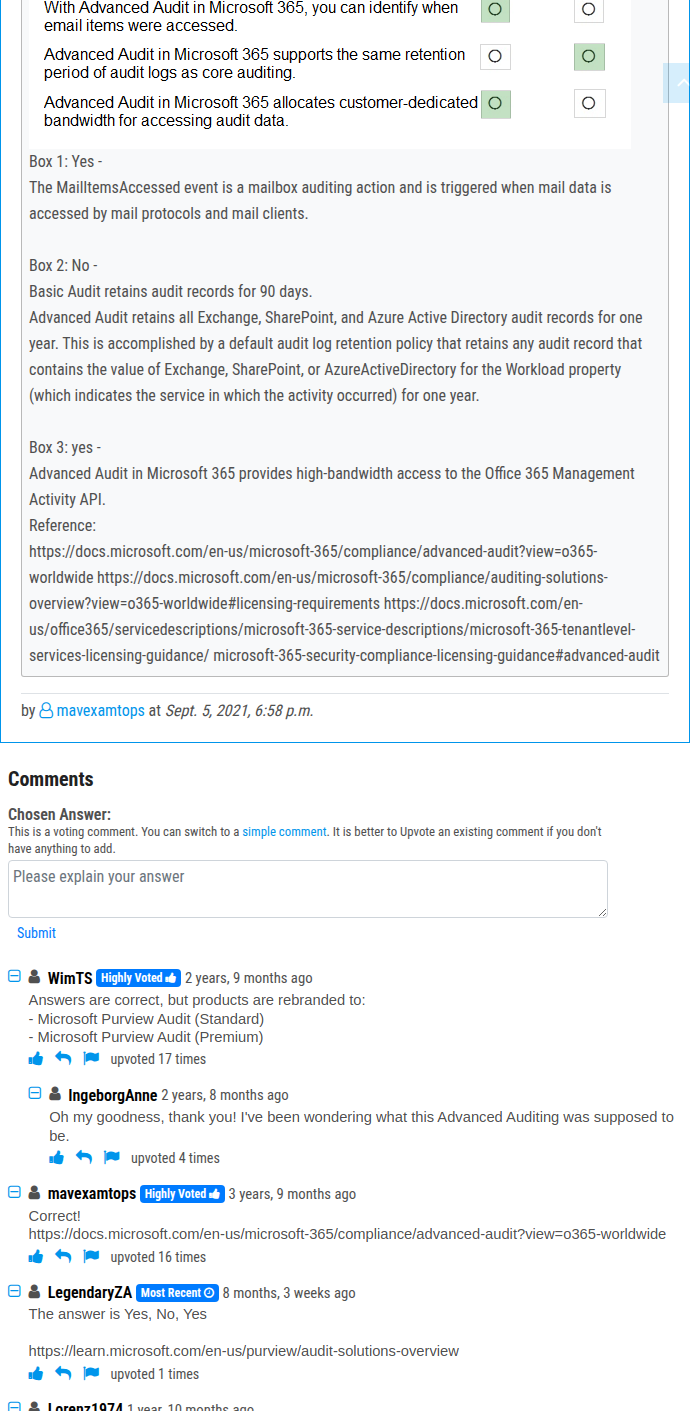 With Advanced Audit in Microsoft 365, you can identify when
email items were accessed.
Advanced Audit in Microsoft 365 supports the same retention
period of audit logs as core auditing.
Advanced Audit in Microsoft 365 allocates customer-dedicated
bandwidth for accessing audit data.
Box 1: Yes -
The MailItemsAccessed event is a mailbox auditing action and is triggered when mail data is
accessed by mail protocols and mail clients.
Box 2: No -
Basic Audit retains audit records for 90 days.
Advanced Audit retains all Exchange, SharePoint, and Azure Active Directory audit records for one
year. This is accomplished by a default audit log retention policy that retains any audit record that
contains the value of Exchange, SharePoint, or AzureActiveDirectory for the Workload property
(which indicates the service in which the activity occurred) for one year.
Box 3: yes -
Advanced Audit in Microsoft 365 provides high-bandwidth access to the Office 365 Management
Activity API.
Reference:
https://docs.microsoft.com/en-us/microsoft-365/compliance/advanced-audit?view=o365-
worldwide https://docs.microsoft.com/en-us/microsoft-365/compliance/auditing-solutions-
overview?view=o365-worldwide#licensing-requirements https://docs.microsoft.com/en-
us/office365/servicedescriptions/microsoft-365-service-descriptions/microsoft-365-tenantlevel-
services-licensing-guidance/ microsoft-365-security-compliance-licensing-guidance#advanced-audit
by mavexamtops at Sept. 5, 2021, 6:58 p.m.
Comments
Chosen Answer:
This is a voting comment. You can switch to a simple comment. It is better to Upvote an existing comment if you don't
have anything to add.
Please explain your answer
Submit
WimTS Highly Voted 2 years, 9 months ago
Answers are correct, but products are rebranded to:
- Microsoft Purview Audit (Standard)
- Microsoft Purview Audit (Premium)
upvoted 17 times
IngeborgAnne 2 years, 8 months ago
Oh my goodness, thank you! I've been wondering what this Advanced Auditing was supposed to
be.
upvoted 4 times
mavexamtops Highly Voted 3 years, 9 months ago
Correct!
https://docs.microsoft.com/en-us/microsoft-365/compliance/advanced-audit?view=o365-worldwide
upvoted 16 times
LegendaryZA Most Recent 8 months, 3 weeks ago
The answer is Yes, No, Yes
https://learn.microsoft.com/en-us/purview/audit-solutions-overview
upvoted 1 times
Lorenz1974 1 year, 10 months ago